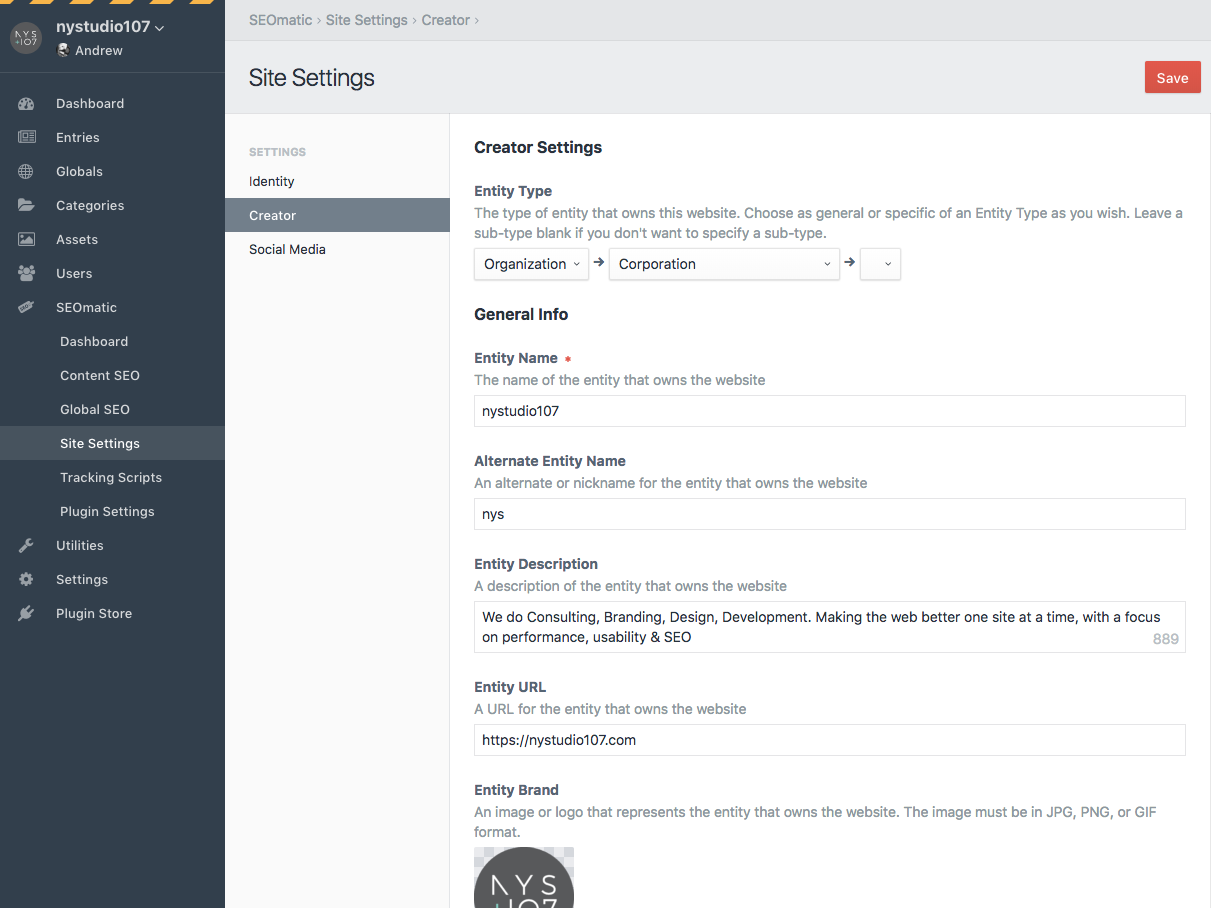 NYS
+107
nystudio107
Andrew
Dashboard
Entries
Globals
Categories
Assets
Users
SEOmatic
Dashboard
Content SEO
Global SEO
Site Settings
Tracking Scripts
Plugin Settings
Utilities
Settings
Plugin Store
SEOmatic › Site Settings › Creator ›
Site Settings
Save
SETTINGS
Identity
Creator
Social Media
Creator Settings
Entity Type
The type of entity that owns this website. Choose as general or specific of an Entity Type as you wish. Leave a
sub-type blank if you don't want to specify a sub-type.
Organization → Corporation →
General Info
Entity Name *
The name of the entity that owns the website
nystudio107
Alternate Entity Name
An alternate or nickname for the entity that owns the website
nys
Entity Description
A description of the entity that owns the website
We do Consulting, Branding, Design, Development. Making the web better one site at a time, with a focus
on performance, usability & SEO
889
Entity URL
A URL for the entity that owns the website
https://nystudio107.com
Entity Brand
An image or logo that represents the entity that owns the website. The image must be in JPG, PNG, or GIF
format.
NYS
+107